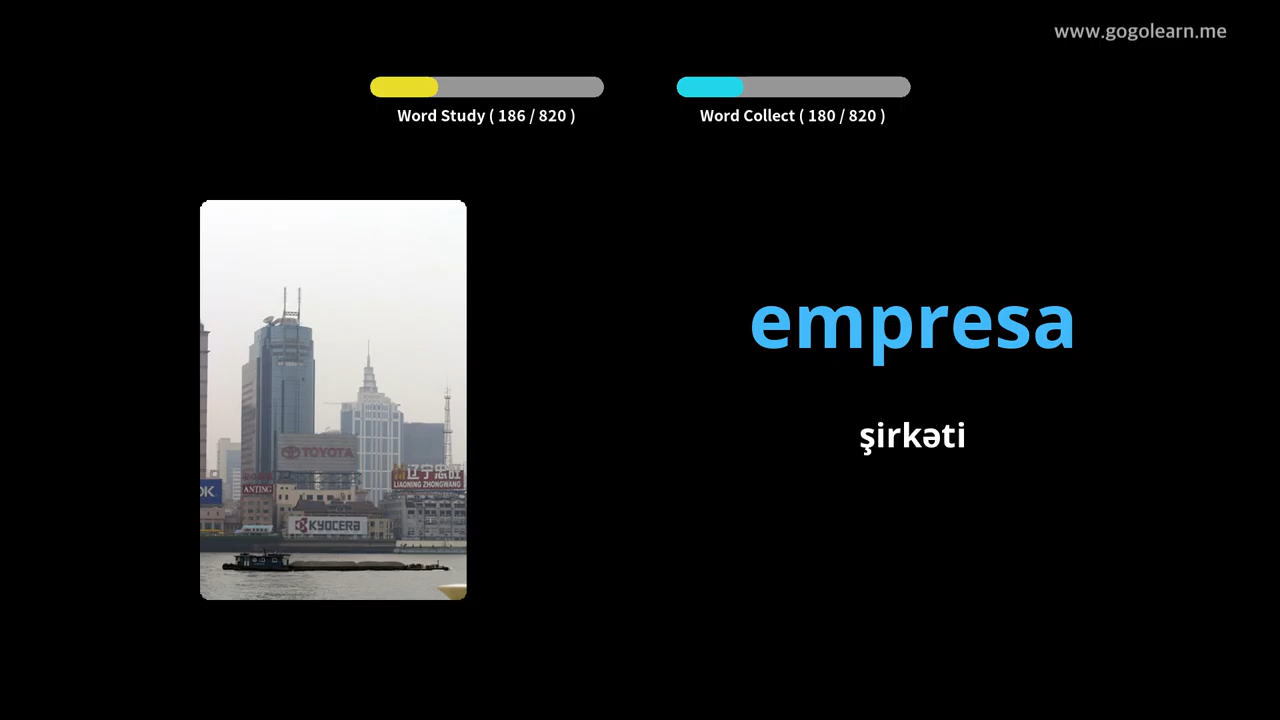 www.gogolearn.me
Word Study ( 186 / 820 )
Word Collect ( 180 / 820 )
empresa
şirkəti
TOYOTA
辽宁忠旺
LIAONING ZHONGWANG
OK
ANTING
KYOCERA